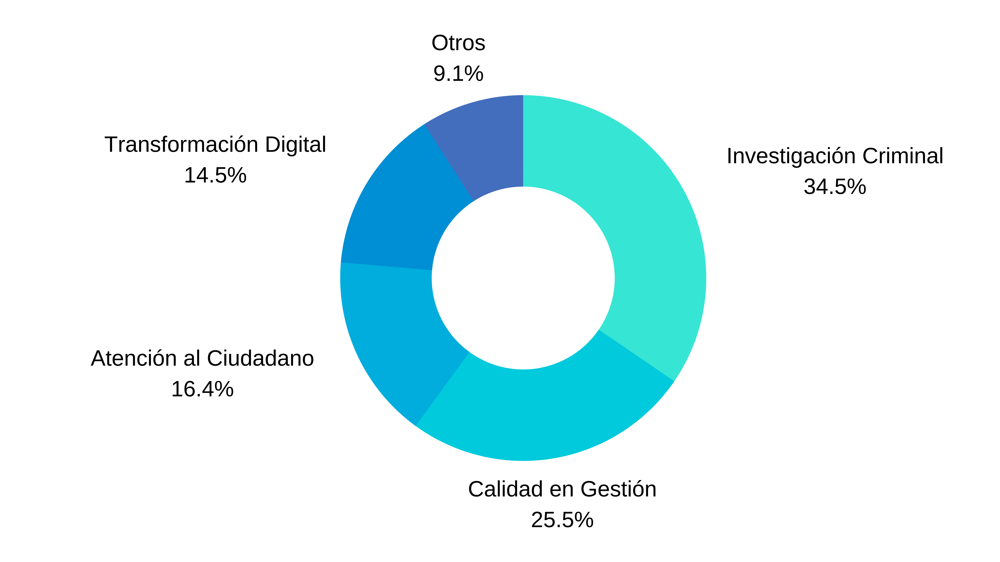 Otros
9.1%
Transformación Digital
14.5%
Investigación Criminal
34.5%
Atención al Ciudadano
16.4%
Calidad en Gestión
25.5%